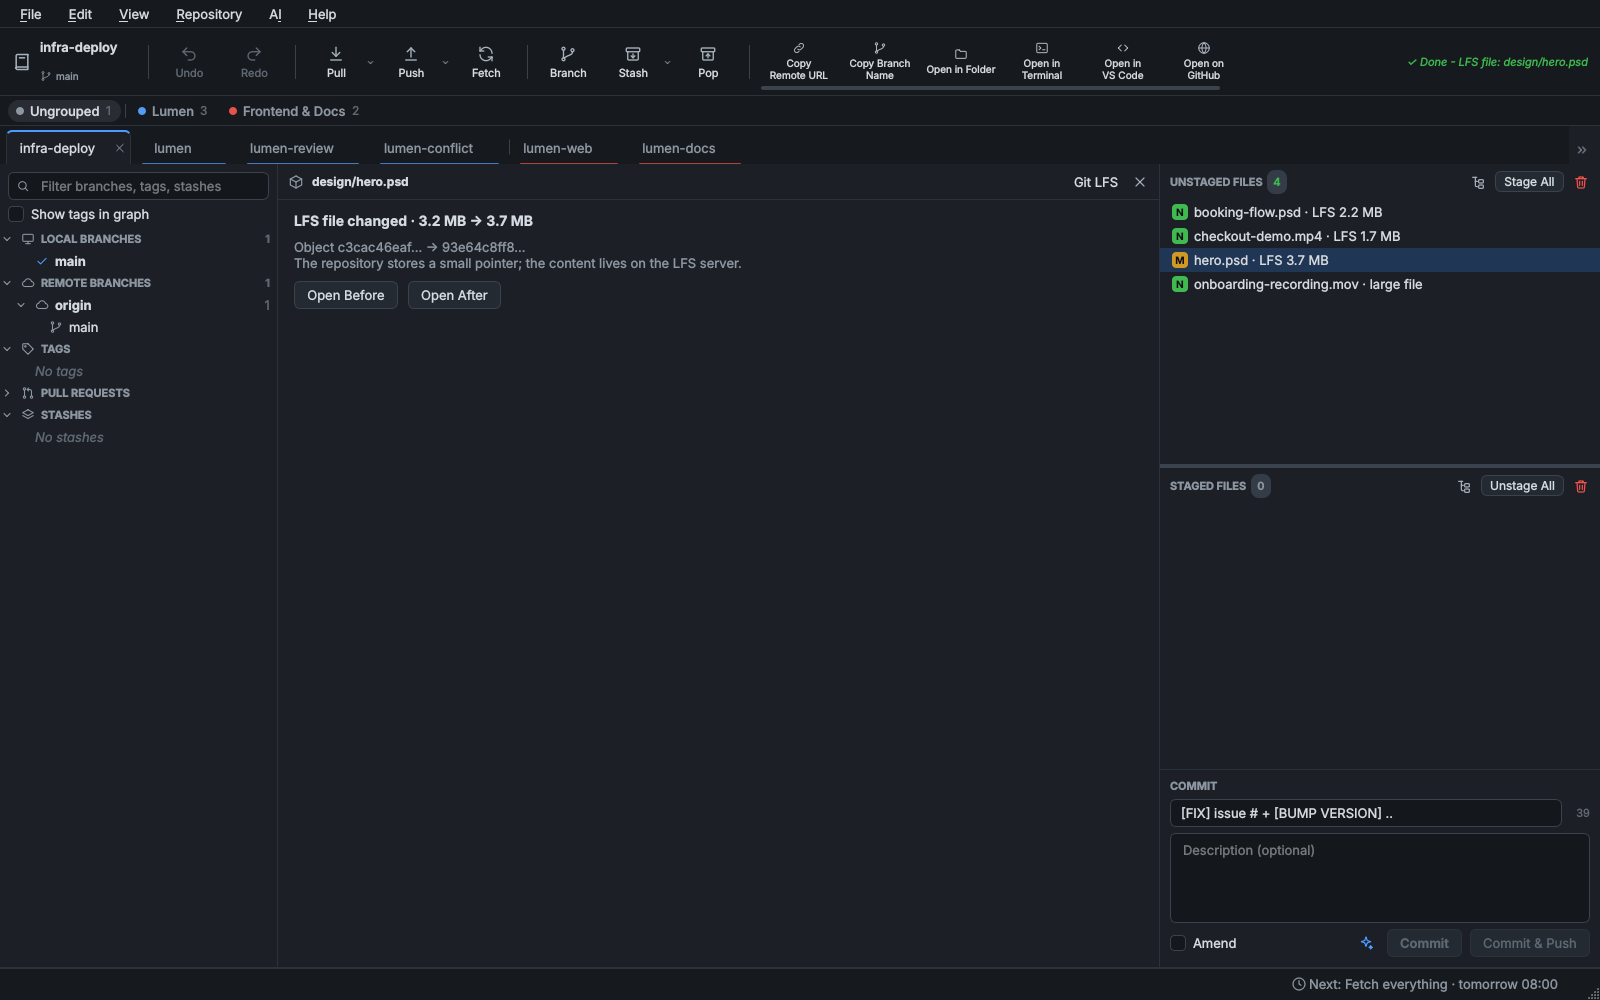 File Edit View Repository AI Help
infra-deploy
main
Undo Redo Pull Push Fetch Branch Stash Pop
Copy Remote URL
Copy Branch Name
Open in Folder
Open in Terminal
Open in VS Code
Open on GitHub
✓ Done - LFS file: design/hero.psd
Ungrouped 1 Lumen 3 Frontend & Docs 2
infra-deploy lumen lumen-review lumen-conflict lumen-web lumen-docs
Filter branches, tags, stashes
Show tags in graph
LOCAL BRANCHES 1
main
REMOTE BRANCHES 1
origin 1
main
TAGS
No tags
PULL REQUESTS
STASHES
No stashes
design/hero.psd Git LFS
LFS file changed · 3.2 MB → 3.7 MB
Object c3cac46eaf... → 93e64c8ff8...
The repository stores a small pointer; the content lives on the LFS server.
Open Before Open After
UNSTAGED FILES 4 Stage All
N booking-flow.psd · LFS 2.2 MB
N checkout-demo.mp4 · LFS 1.7 MB
M hero.psd · LFS 3.7 MB
N onboarding-recording.mov · large file
STAGED FILES 0 Unstage All
COMMIT
[FIX] issue # + [BUMP VERSION] .. 39
Description (optional)
Amend Commit Commit & Push
Next: Fetch everything · tomorrow 08:00